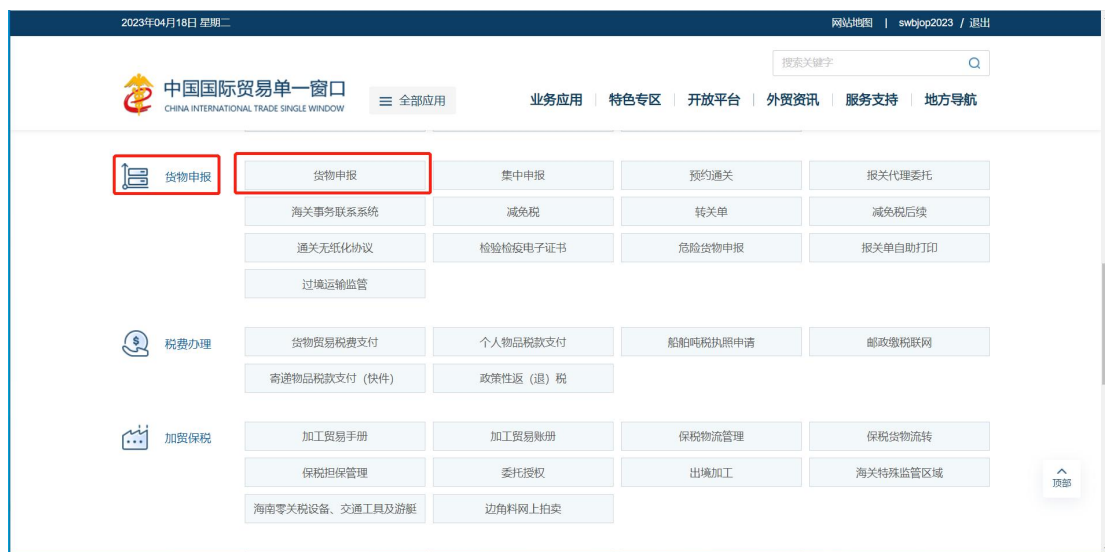 2023年04月18日 星期二
网站地图 | swbjop2023 / 退出
搜索关键字
中国国际贸易单一窗口
CHINA INTERNATIONAL TRADE SINGLE WINDOW
全部应用
业务应用 | 特色专区 | 开放平台 | 外贸资讯 | 服务支持 | 地方导航
货物申报 货物申报 集中申报 预约通关 报关代理委托
海关事务联系系统 减免税 转关单 减免税后续
通关无纸化协议 检验检疫电子证书 危险货物申报 报关单自助打印
过境运输监管
税费办理 货物贸易税费支付 个人物品税款支付 船舶吨税执照申请 邮政缴税联网
寄递物品税款支付（快件） 政策性返（退）税
加贸保税 加工贸易手册 加工贸易账册 保税物流管理 保税货物流转
保税担保管理 委托授权 出境加工 海关特殊监管区域
海南零关税设备、交通工具及游艇 边角料网上拍卖
顶部